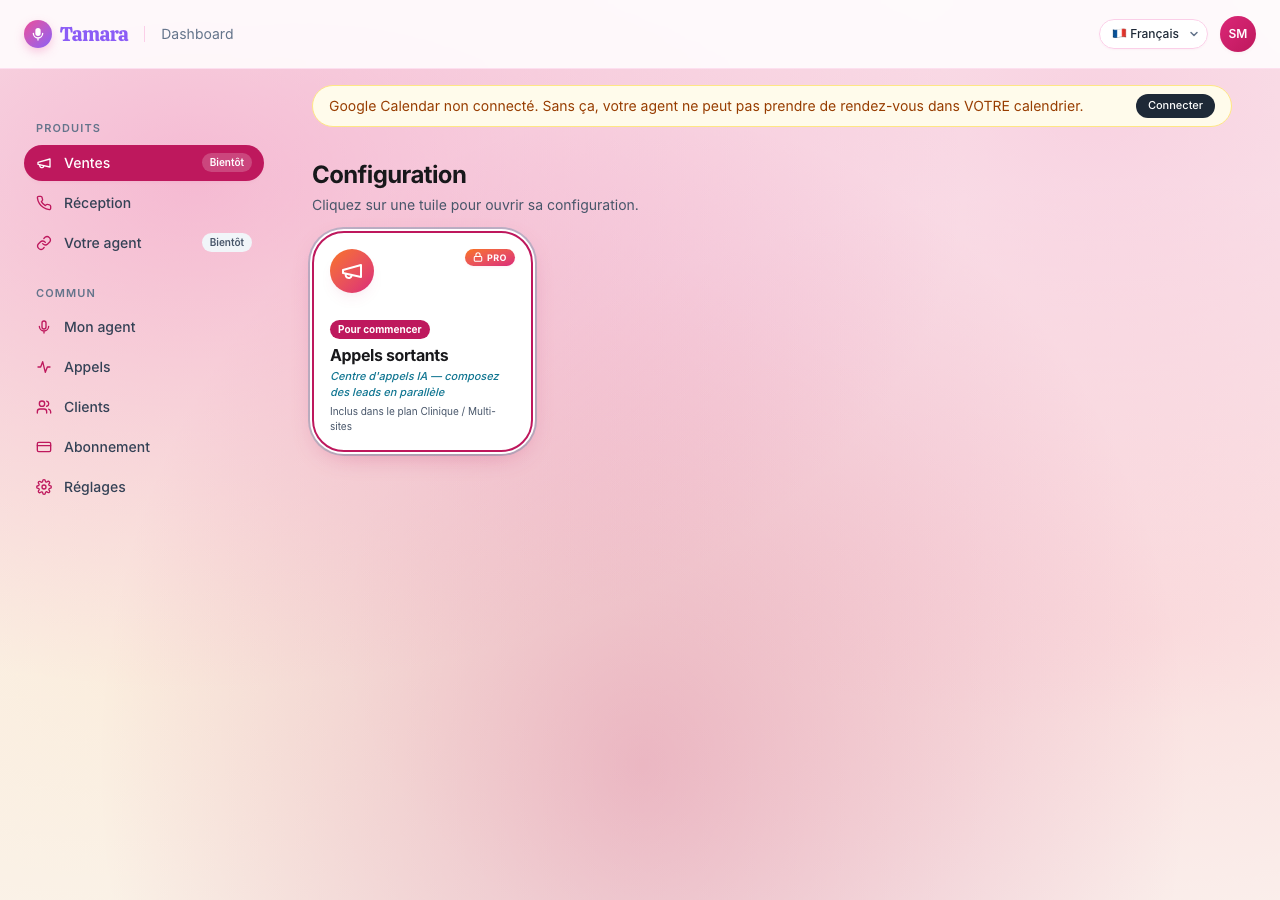 Tamara
Dashboard
Français
SM
PRODUITS
Ventes
Bientôt
Réception
Votre agent
Bientôt
COMMUN
Mon agent
Appels
Clients
Abonnement
Réglages
Google Calendar non connecté. Sans ça, votre agent ne peut pas prendre de rendez-vous dans VOTRE calendrier.
Connecter
Configuration
Cliquez sur une tuile pour ouvrir sa configuration.
PRO
Pour commencer
Appels sortants
Centre d'appels IA — composez
des leads en parallèle
Inclus dans le plan Clinique / Multi-
sites